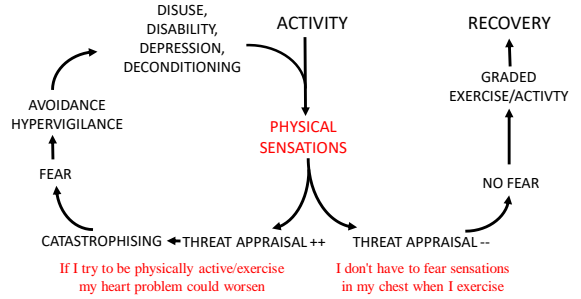 DISUSE,
DISABILITY,
DEPRESSION,
DECONDITIONING
ACTIVITY
RECOVERY
GRADED
EXERCISE/ACTIVTY
AVOIDANCE
HYPERVIGILANCE
PHYSICAL
SENSATIONS
FEAR
NO FEAR
CATASTROPHISING
THREAT APPRAISAL ++
THREAT APPRAISAL --
If I try to be physically active/exercise
my heart problem could worsen
I don't have to fear sensations
in my chest when I exercise